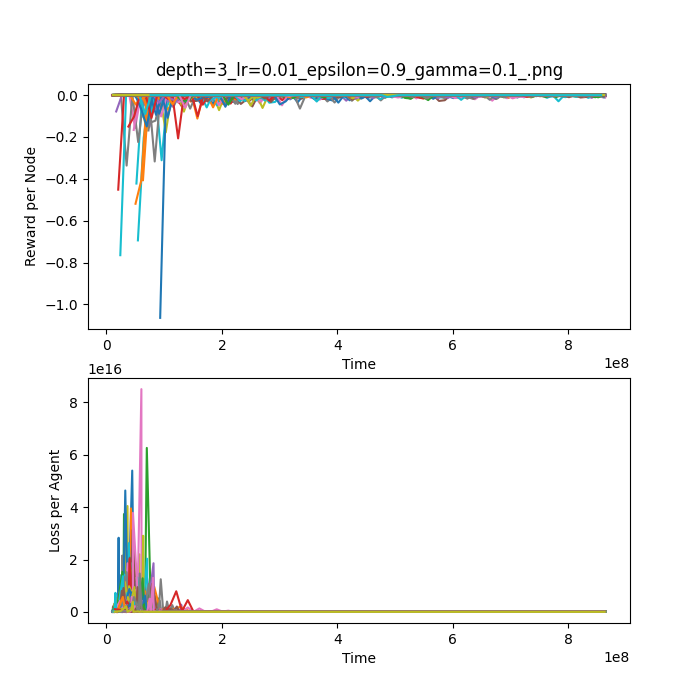 depth=3_lr=0.01_epsilon=0.9_gamma=0.1_.png
0.0
−0.2
−0.4
−0.6
−0.8
−1.0
Reward per Node
0 2 4 6 8
Time
1e8
1e16
8
6
4
2
0
Loss per Agent
0 2 4 6 8
Time
1e8